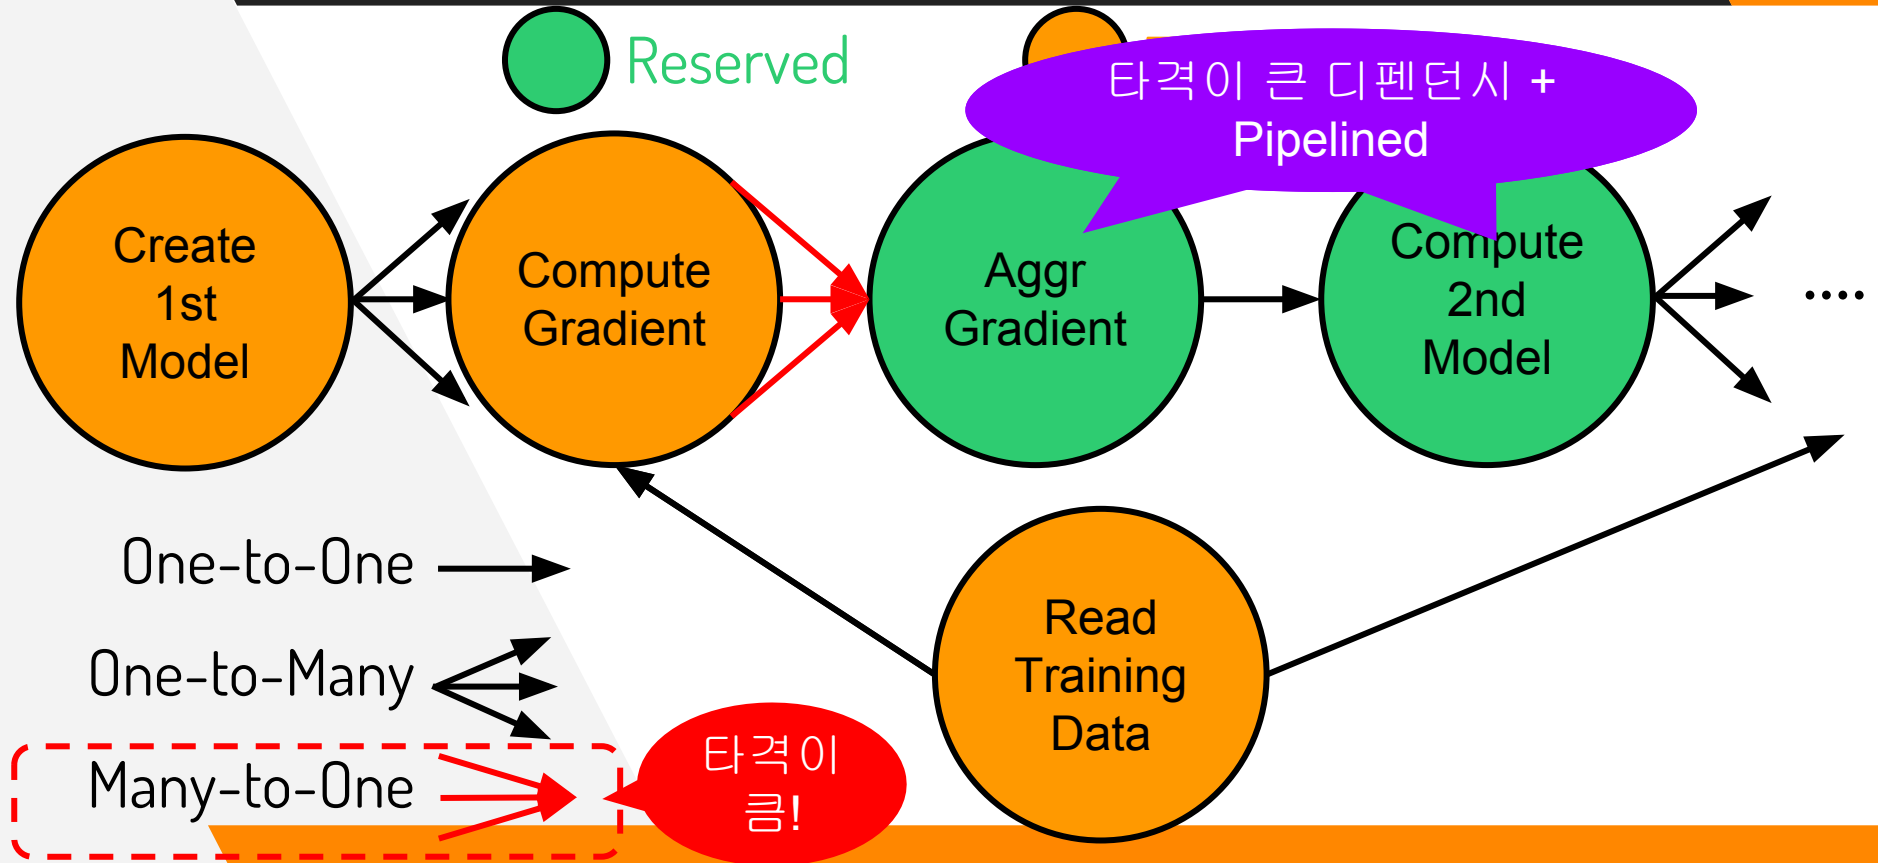 Reserved
타격이 큰 디펜던시 +
Pipelined
Create
1st
Model
Compute
Gradient
Aggr
Gradient
Compute
2nd
Model
....
One-to-One
One-to-Many
Many-to-One
타격이
큼!
Read
Training
Data